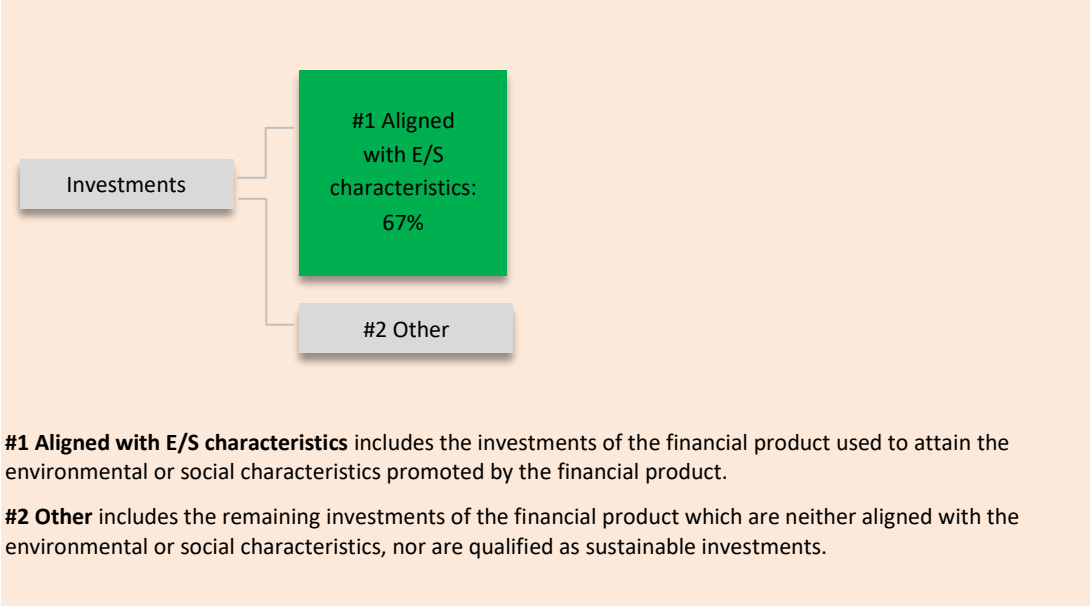 #1 Aligned
with E/S
characteristics:
67%
Investments
#2 Other
#1 Aligned with E/S characteristics includes the investments of the financial product used to attain the
environmental or social characteristics promoted by the financial product.
#2 Other includes the remaining investments of the financial product which are neither aligned with the
environmental or social characteristics, nor are qualified as sustainable investments.